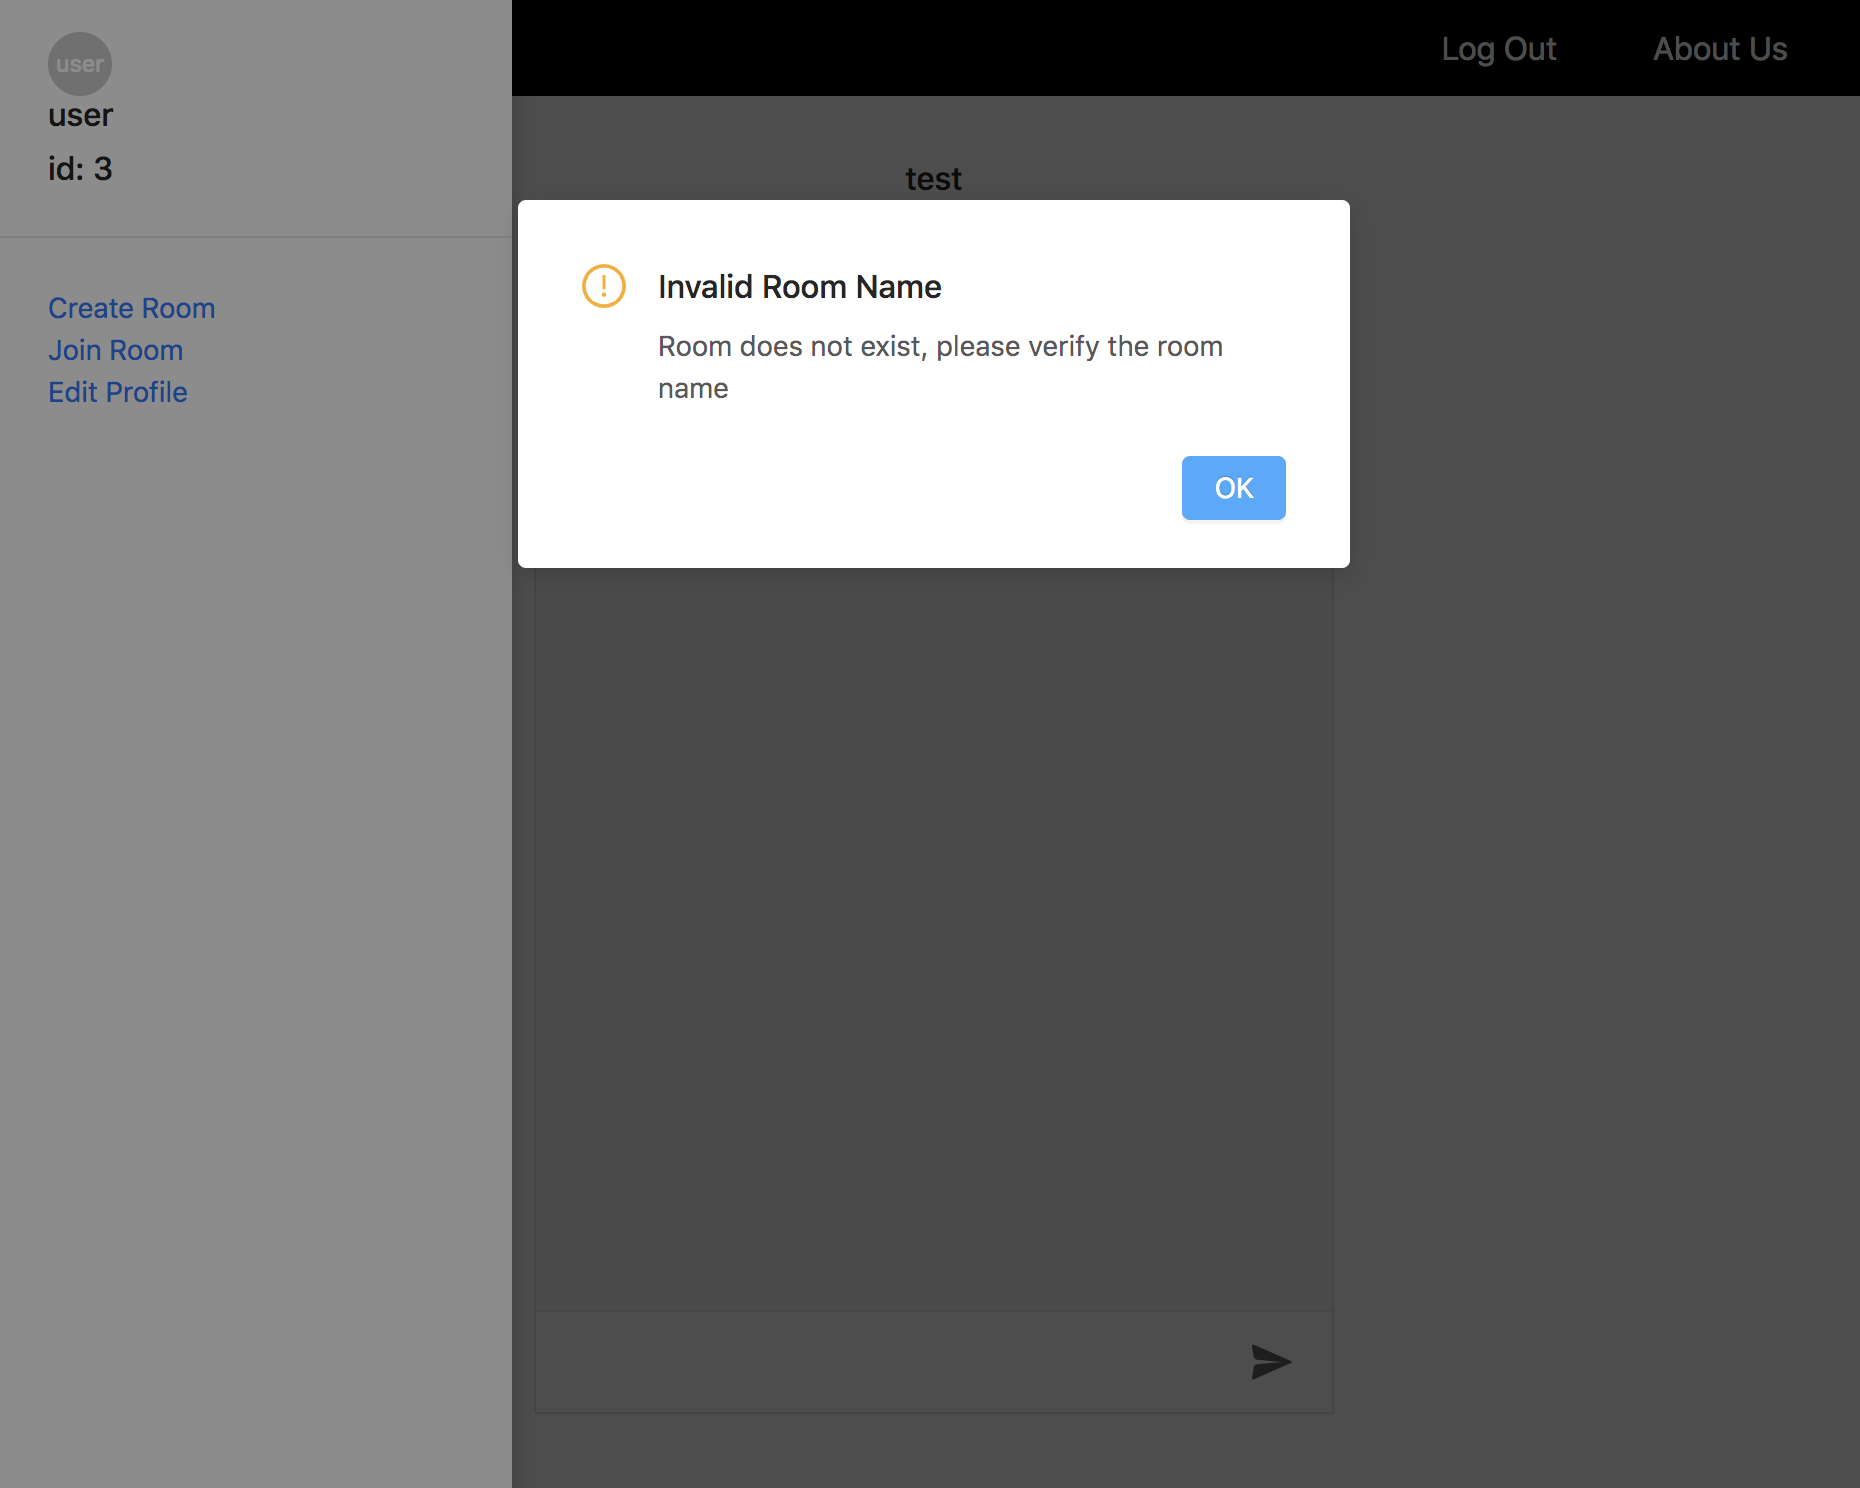 user
user
id: 3
Create Room
Join Room
Edit Profile
Log Out
About Us
test
Invalid Room Name
Room does not exist, please verify the room
name
OK